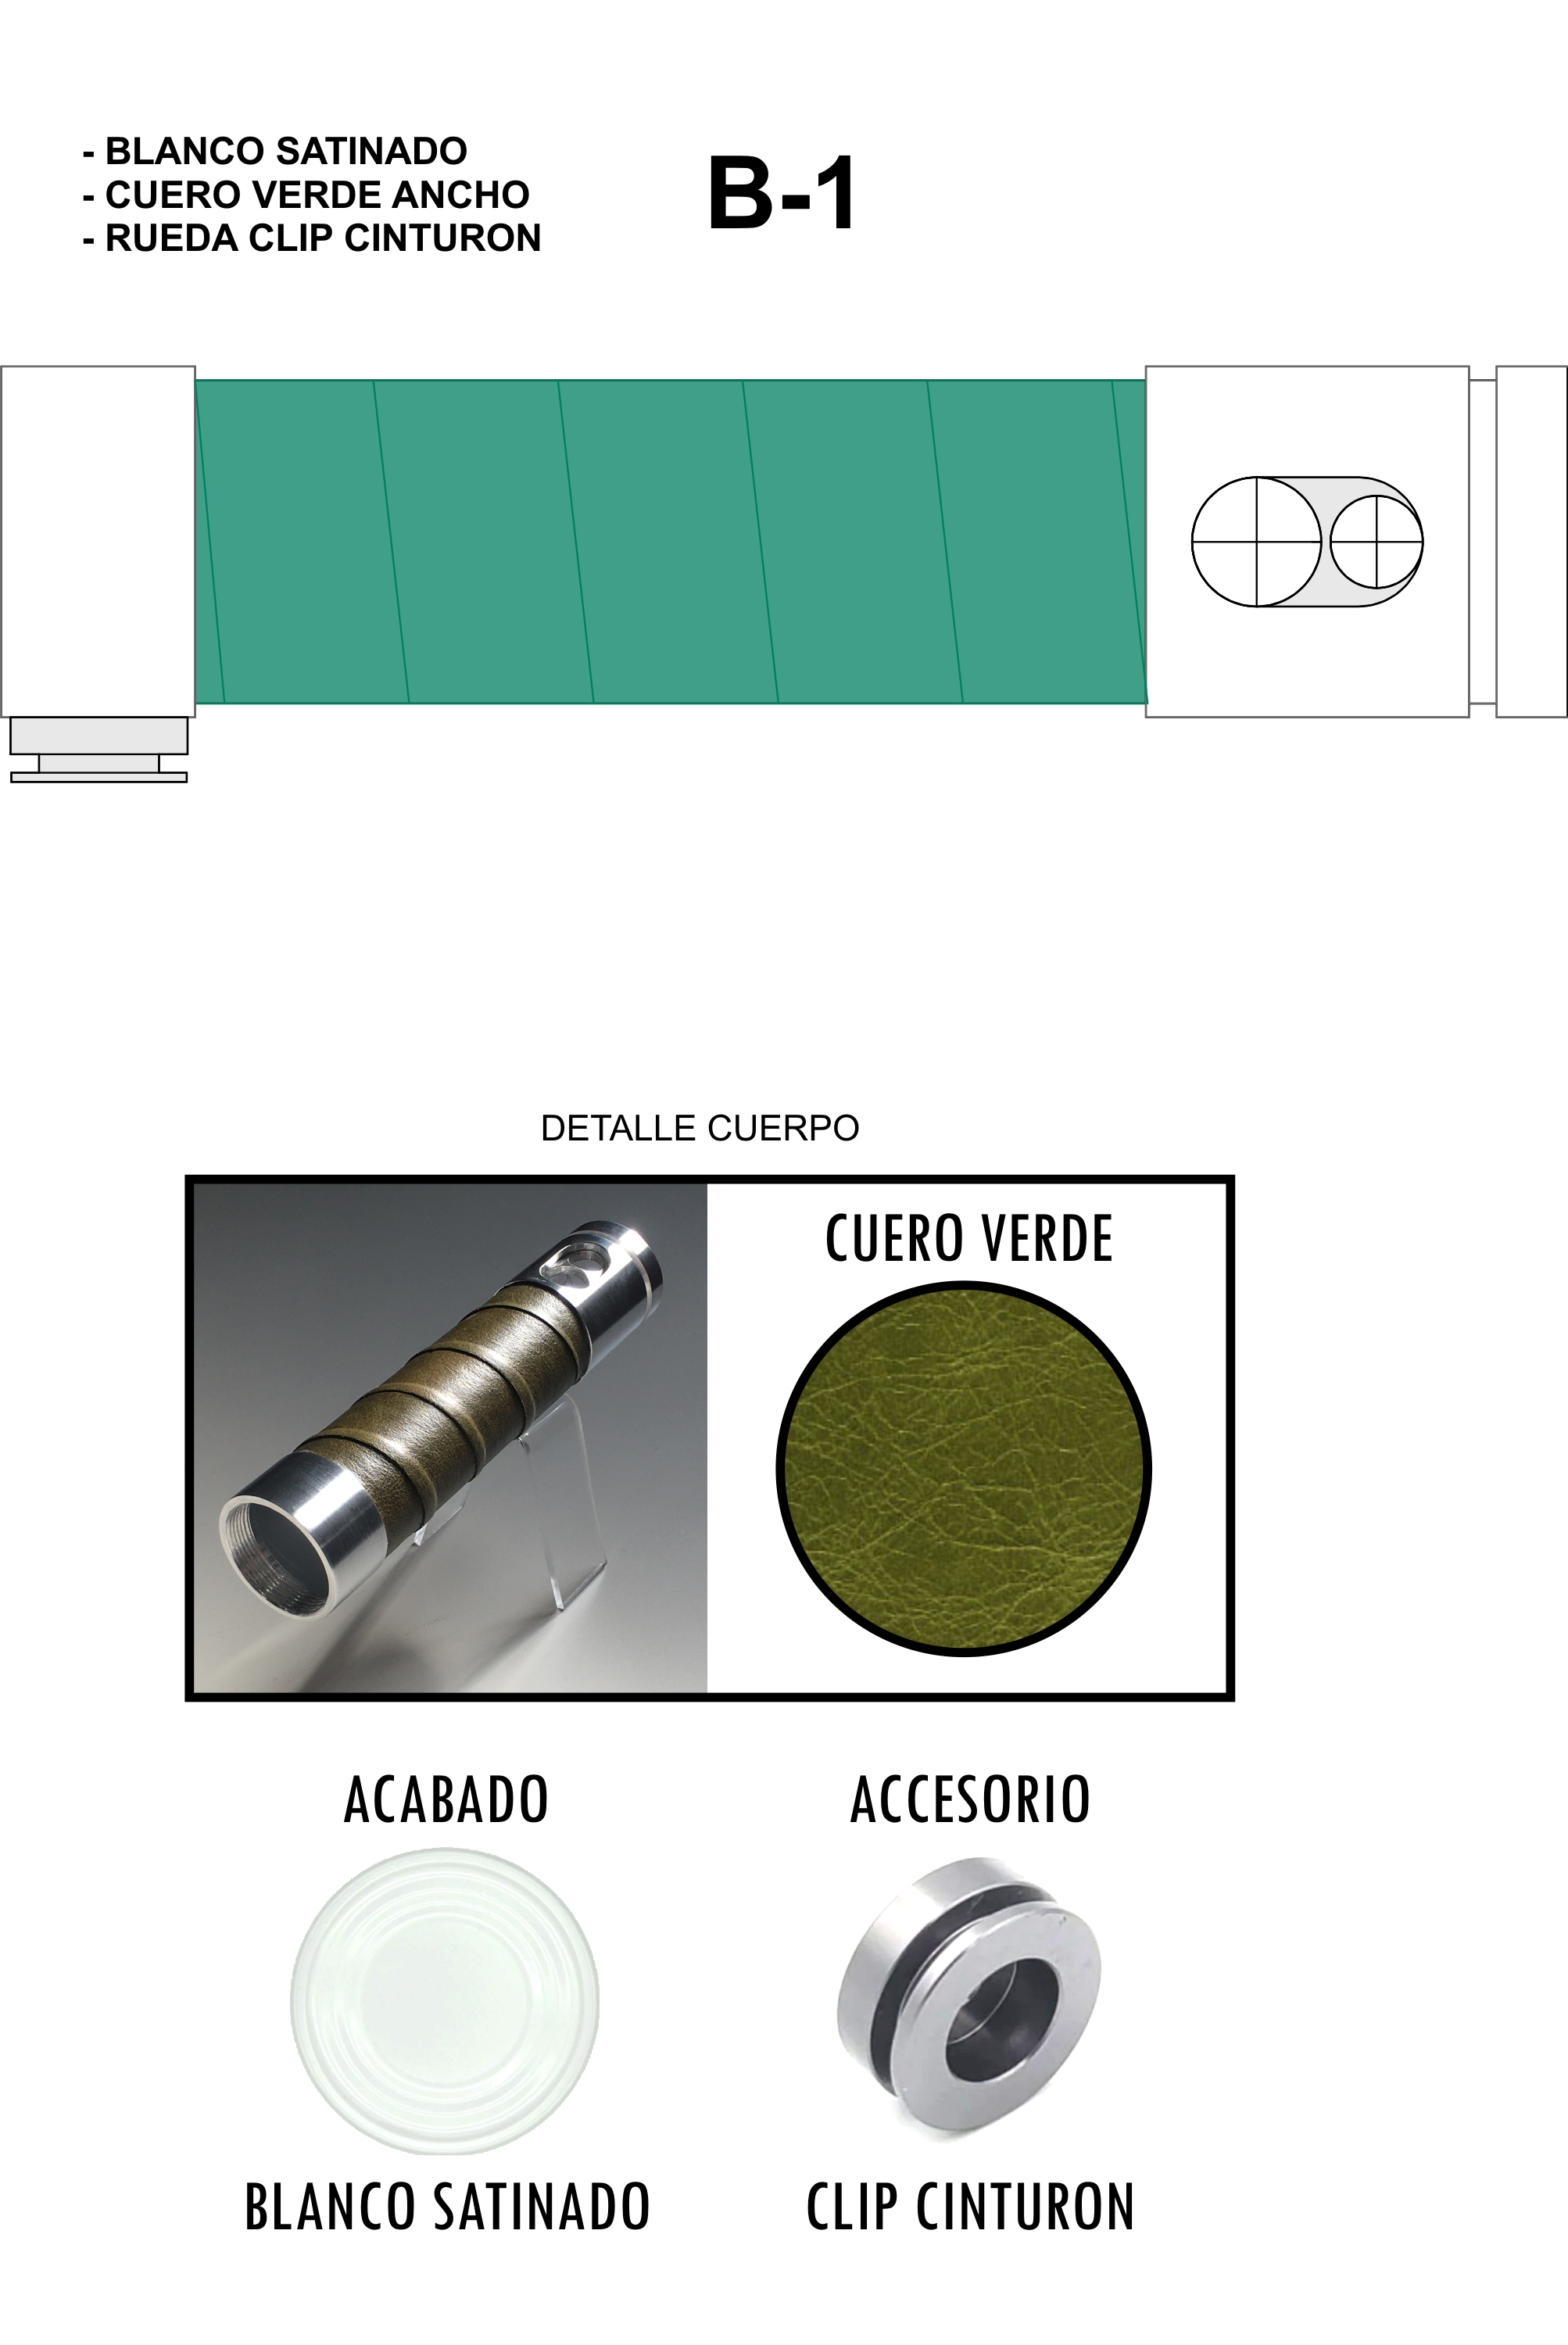 - BLANCO SATINADO
- CUERO VERDE ANCHO
- RUEDA CLIP CINTURON
B-1
DETALLE CUERPO
CUERO VERDE
ACABADO
ACCESORIO
BLANCO SATINADO
CLIP CINTURON